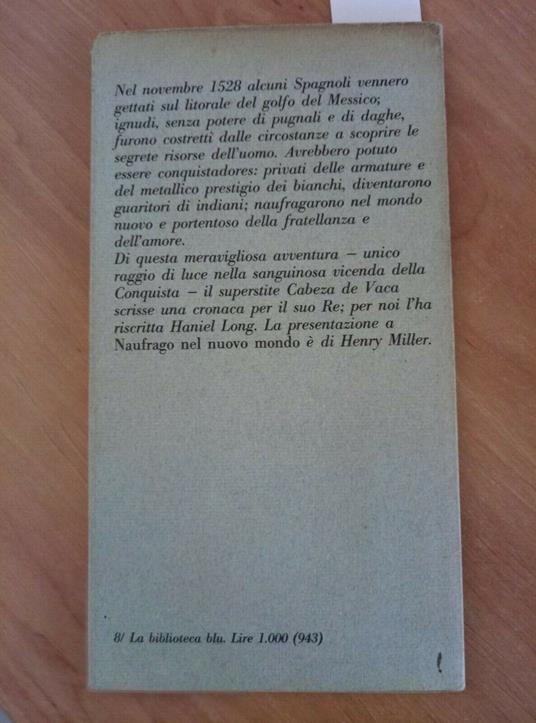 Nel novembre 1528 alcuni Spagnoli vennero
gettati sul litorale del golfo del Messico;
ignudi, senza potere di pugnali e di daghe,
furono costretti dalle circostanze a scoprire le
segrete risorse dell'uomo. Avrebbero potuto
essere conquistadores: privati delle armature e
del metallico prestigio dei bianchi, diventarono
guaritori di indiani; naufragarono nel mondo
nuovo e portentoso della fratellanza e
dell'amore.
Di questa meravigliosa avventura – unico
raggio di luce nella sanguinosa vicenda della
Conquista – il superstite Cabeza de Vaca
scrisse una cronaca per il suo Re; per noi l'ha
riscritta Haniel Long. La presentazione a
Naufrago nel nuovo mondo è di Henry Miller.
8/ La biblioteca blu. Lire 1.000 (943)